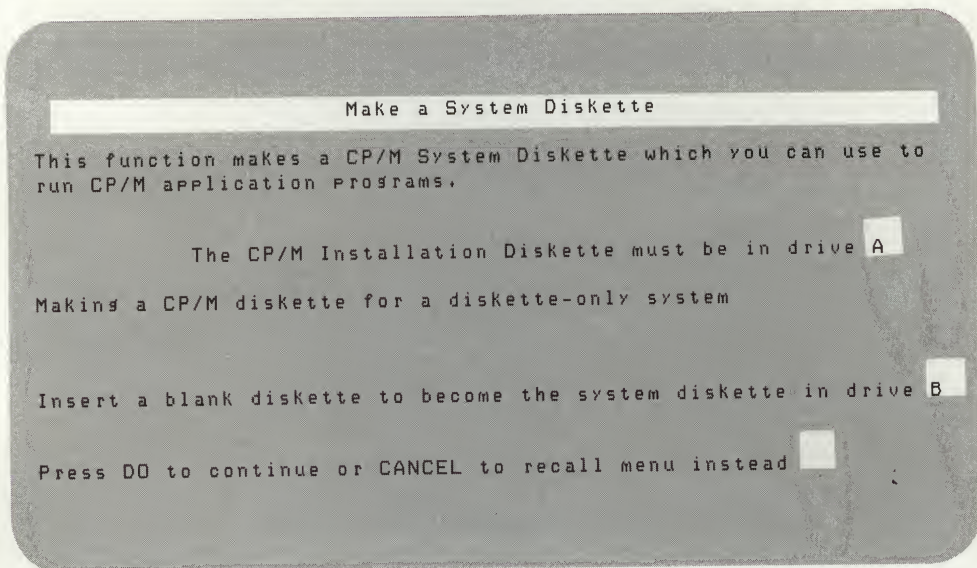 Make a System Diskette
This function makes a CP/M System Diskette which you can use to
run CP/M application programs.
The CP/M Installation Diskette must be in drive A
Making a CP/M diskette for a diskette-only system
Insert a blank diskette to become the system diskette in drive B
Press DO to continue or CANCEL to recall menu instead